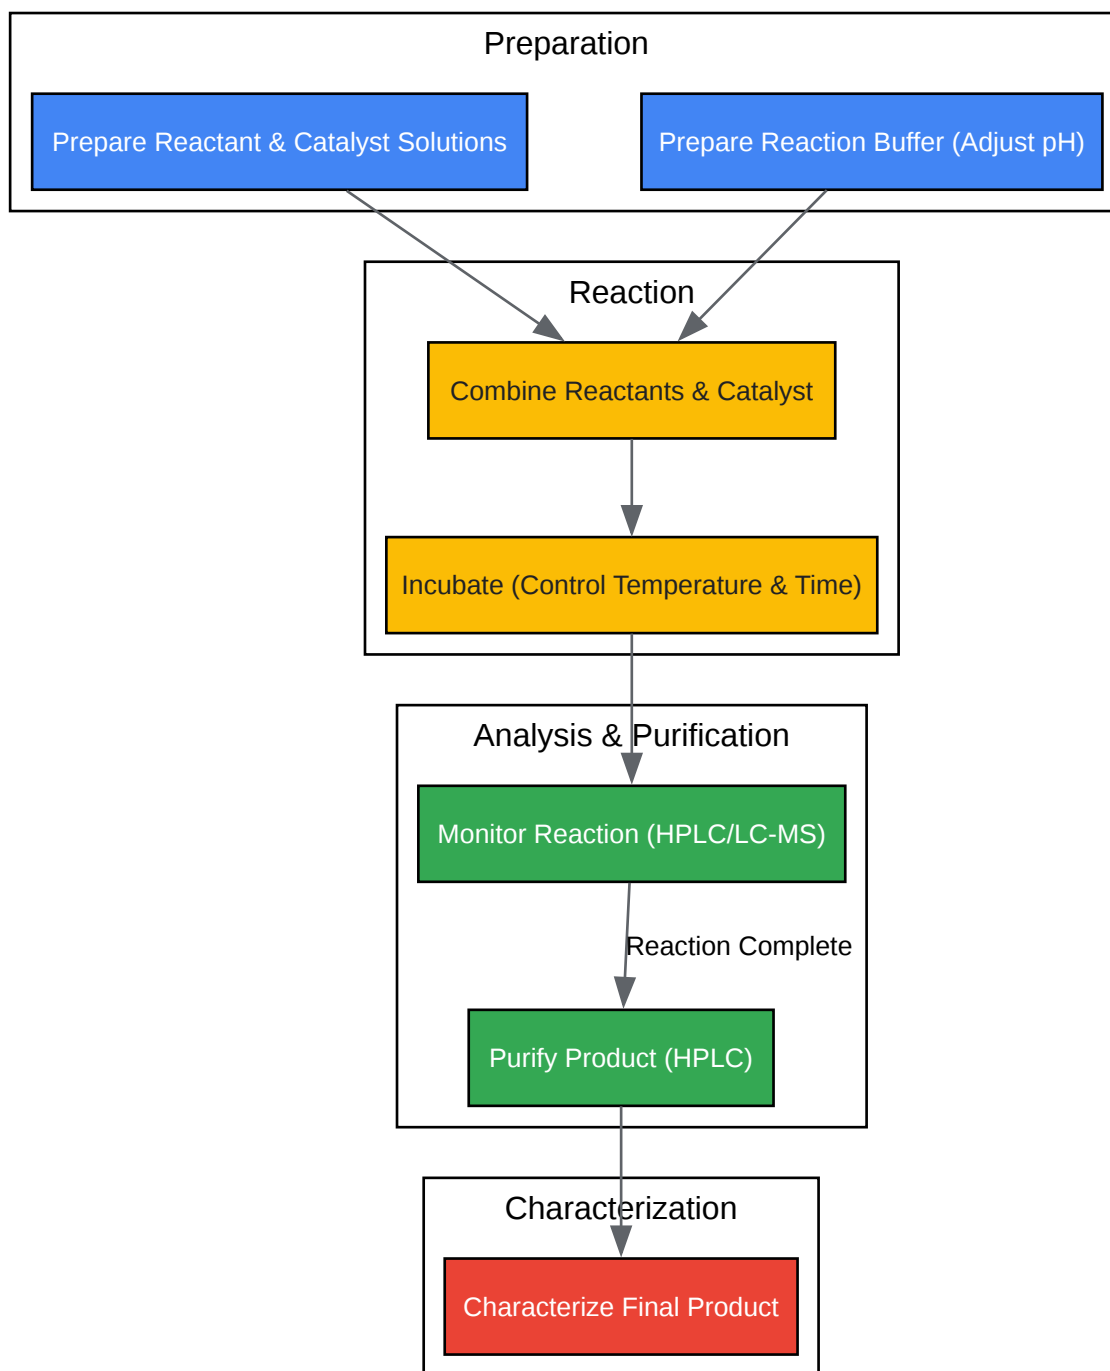 Preparation
Prepare Reactant & Catalyst Solutions
Prepare Reaction Buffer (Adjust pH)
Reaction
Combine Reactants & Catalyst
Incubate (Control Temperature & Time)
Analysis & Purification
Monitor Reaction (HPLC/LC-MS)
Reaction Complete
Purify Product (HPLC)
Characterization
Characterize Final Product